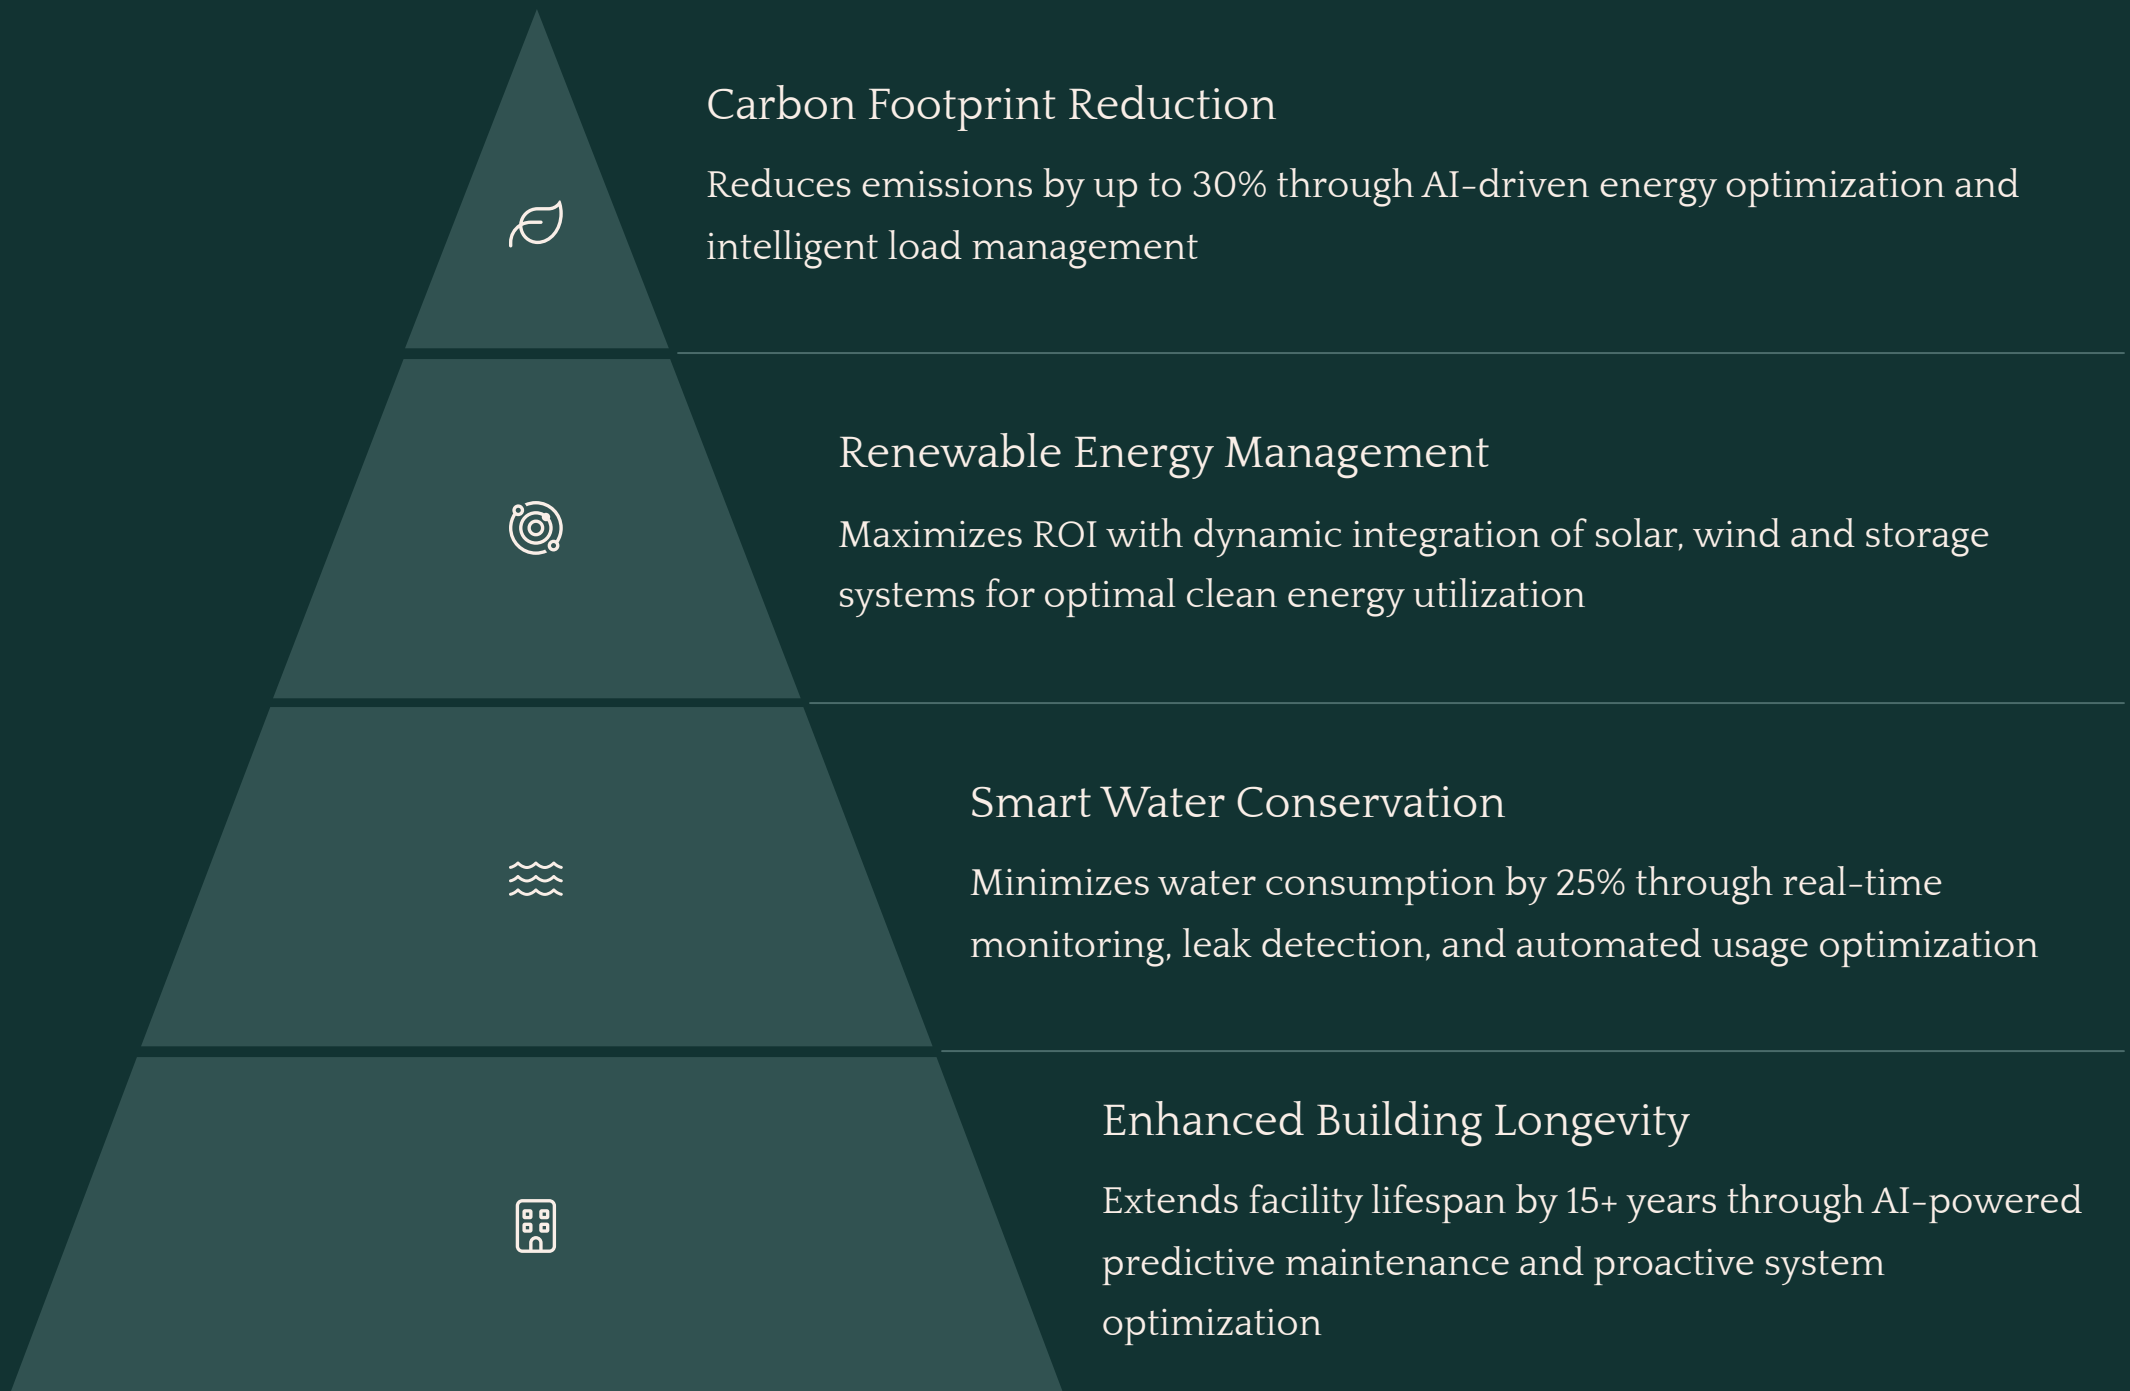 Carbon Footprint Reduction
Reduces emissions by up to 30% through AI-driven energy optimization and
intelligent load management
Renewable Energy Management
Maximizes ROI with dynamic integration of solar, wind and storage
systems for optimal clean energy utilization
Smart Water Conservation
Minimizes water consumption by 25% through real-time
monitoring, leak detection, and automated usage optimization
Enhanced Building Longevity
Extends facility lifespan by 15+ years through AI-powered
predictive maintenance and proactive system
optimization